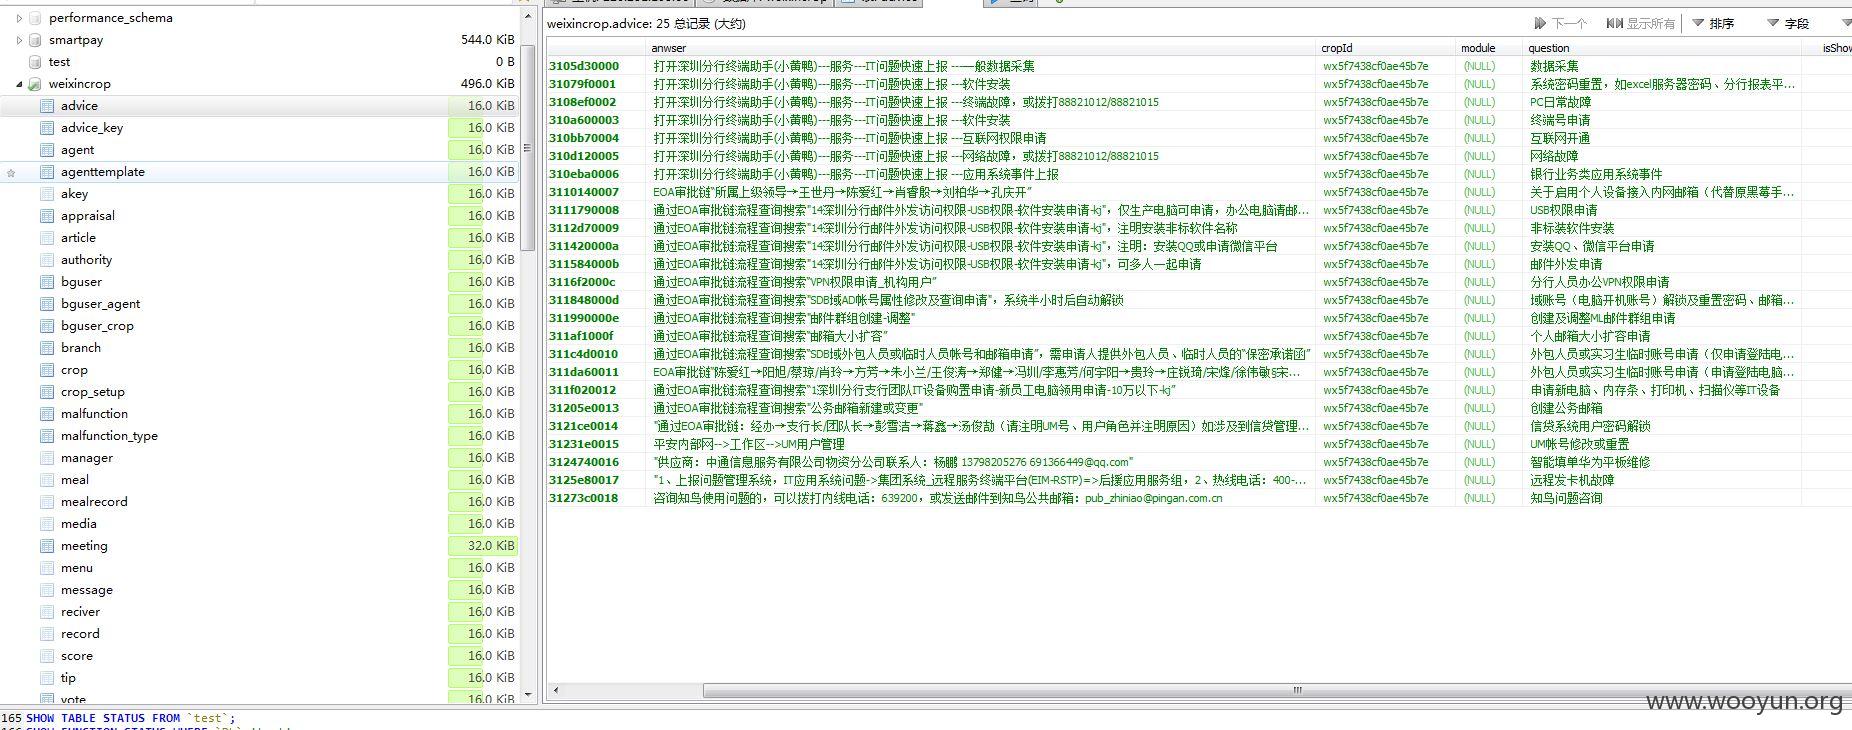 performance_schema
smartpay 544.0 KiB
test 0 B
weixincrop 496.0 KiB
advice 16.0 KiB
advice_key 16.0 KiB
agent 16.0 KiB
agenttemplate 16.0 KiB
akey 16.0 KiB
appraisal 16.0 KiB
article 16.0 KiB
authority 16.0 KiB
bguser 16.0 KiB
bguser_agent 16.0 KiB
bguser_crop 16.0 KiB
branch 16.0 KiB
crop 16.0 KiB
crop_setup 16.0 KiB
malfunction 16.0 KiB
malfunction_type 16.0 KiB
manager 16.0 KiB
meal 16.0 KiB
mealrecord 16.0 KiB
media 16.0 KiB
meeting 32.0 KiB
menu 16.0 KiB
message 16.0 KiB
reciver 16.0 KiB
record 16.0 KiB
score 16.0 KiB
tip 16.0 KiB
vote 16.0 KiB
weixincrop.advice: 25 总记录 (大约) 下一个 显示所有 排序 字段
anwser cropId module question isShow
3105d30000 打开深圳分行终端助手(小黄鸭)---服务---IT问题快速上报 ---一般数据采集 wx5f7438cf0ae45b7e (NULL) 数据采集
31079f0001 打开深圳分行终端助手(小黄鸭)---服务---IT问题快速上报 ---软件安装 wx5f7438cf0ae45b7e (NULL) 系统密码重置，如excel服务器密码、分行报表平...
3108ef0002 打开深圳分行终端助手(小黄鸭)---服务---IT问题快速上报 ---终端故障，或拨打88821012/88821015 wx5f7438cf0ae45b7e (NULL) PC日常故障
310a600003 打开深圳分行终端助手(小黄鸭)---服务---IT问题快速上报 ---软件安装 wx5f7438cf0ae45b7e (NULL) 终端号申请
310bb70004 打开深圳分行终端助手(小黄鸭)---服务---IT问题快速上报 ---互联网权限申请 wx5f7438cf0ae45b7e (NULL) 互联网开通
310d120005 打开深圳分行终端助手(小黄鸭)---服务---IT问题快速上报 ---网络故障，或拨打88821012/88821015 wx5f7438cf0ae45b7e (NULL) 网络故障
310eba0006 打开深圳分行终端助手(小黄鸭)---服务---IT问题快速上报 ---应用系统事件上报 wx5f7438cf0ae45b7e (NULL) 银行业务类应用系统事件
3110140007 EOA审批链“所属上级领导→王世丹→陈爱红→肖睿殷→刘柏华→孔庆开” wx5f7438cf0ae45b7e (NULL) 关于启用个人设备接入内网邮箱（代替原黑莓手...
3111790008 通过EOA审批链流程查询搜索“14深圳分行邮件外发访问权限-USB权限-软件安装申请-kj”，仅生产电脑可申请，办公电脑请邮... wx5f7438cf0ae45b7e (NULL) USB权限申请
3112d70009 通过EOA审批链流程查询搜索“14深圳分行邮件外发访问权限-USB权限-软件安装申请-kj”，注明安装非标软件名称 wx5f7438cf0ae45b7e (NULL) 非标装软件安装
311420000a 通过EOA审批链流程查询搜索“14深圳分行邮件外发访问权限-USB权限-软件安装申请-kj”，注明：安装QQ或申请微信平台 wx5f7438cf0ae45b7e (NULL) 安装QQ、微信平台申请
311584000b 通过EOA审批链流程查询搜索“14深圳分行邮件外发访问权限-USB权限-软件安装申请-kj”，可多人一起申请 wx5f7438cf0ae45b7e (NULL) 邮件外发申请
3116f2000c 通过EOA审批链流程查询搜索“VPN权限申请_机构用户” wx5f7438cf0ae45b7e (NULL) 分行人员办公VPN权限申请
311848000d 通过EOA审批链流程查询搜索“SDB域AD帐号属性修改及查询申请”，系统半小时后自动解锁 wx5f7438cf0ae45b7e (NULL) 域账号（电脑开机账号）解锁及重置密码、邮箱...
311990000e 通过EOA审批链流程查询搜索“邮件群组创建-调整” wx5f7438cf0ae45b7e (NULL) 创建及调整ML邮件群组申请
311af1000f 通过EOA审批链流程查询搜索“邮箱大小扩容” wx5f7438cf0ae45b7e (NULL) 个人邮箱大小扩容申请
311c4d0010 通过EOA审批链流程查询搜索“SDB域外包人员或临时人员帐号和邮箱申请”，需申请人提供外包人员、临时人员的“保密承诺函” wx5f7438cf0ae45b7e (NULL) 外包人员或实习生临时账号申请（仅申请登陆电...
311da60011 EOA审批链“陈爱红→阳旭/蔡琼/肖玲→方芳→朱小兰/王俊涛→郑健→冯圳/李惠芳/何宇阳→贵玲→庄锐琦/宋烽/徐伟敏§宋... wx5f7438cf0ae45b7e (NULL) 外包人员或实习生临时账号申请（申请登陆电脑...
311f020012 通过EOA审批链流程查询搜索“1深圳分行支行团队IT设备购置申请-新员工电脑领用申请-10万以下-kj” wx5f7438cf0ae45b7e (NULL) 申请新电脑、内存条、打印机、扫描仪等IT设备
31205e0013 通过EOA审批链流程查询搜索“公务邮箱新建或变更” wx5f7438cf0ae45b7e (NULL) 创建公务邮箱
3121ce0014 “通过EOA审批链：经办→支行长/团队长→彭雪洁→蒋鑫→汤俊劼（请注明UM号、用户角色并注明原因）如涉及到信贷管理... wx5f7438cf0ae45b7e (NULL) 信贷系统用户密码解锁
31231e0015 平安内部网-->工作区-->UM用户管理 wx5f7438cf0ae45b7e (NULL) UM帐号修改或重置
3124740016 "供应商：中通信息服务有限公司物资分公司联系人：杨鹏 13798205276 691366449@qq.com" wx5f7438cf0ae45b7e (NULL) 智能填单华为平板维修
3125e80017 "1、上报问题管理系统，IT应用系统问题->集团系统_远程服务终端平台(EIM-RSTP)=>后援应用服务组，2、热线电话：400-... wx5f7438cf0ae45b7e (NULL) 远程发卡机故障
31273c0018 咨询知鸟使用问题的，可以拨打内线电话：639200，或发送邮件到知鸟公共邮箱：pub_zhiniao@pingan.com.cn wx5f7438cf0ae45b7e (NULL) 知鸟问题咨询
www.wooyun.org
165 SHOW TABLE STATUS FROM `test`;